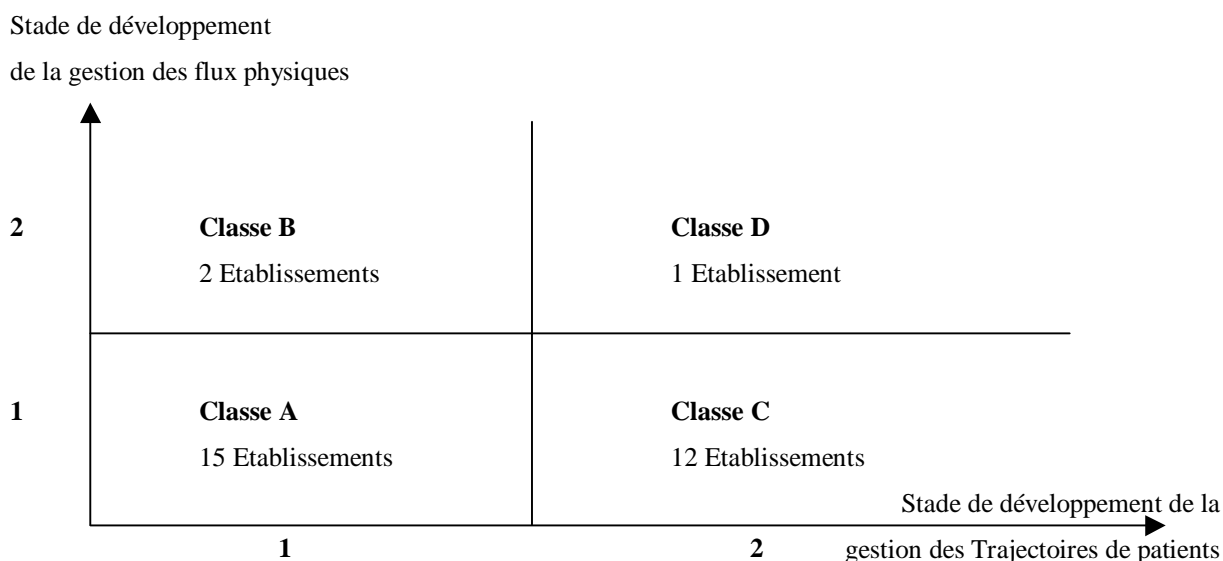 Stade de développement
de la gestion des flux physiques
2
Classe B
Classe D
2 Etablissements
1 Etablissement
1
Classe A
Classe C
15 Etablissements
12 Etablissements
Stade de développement de la
1
2
gestion des Trajectoires de patients